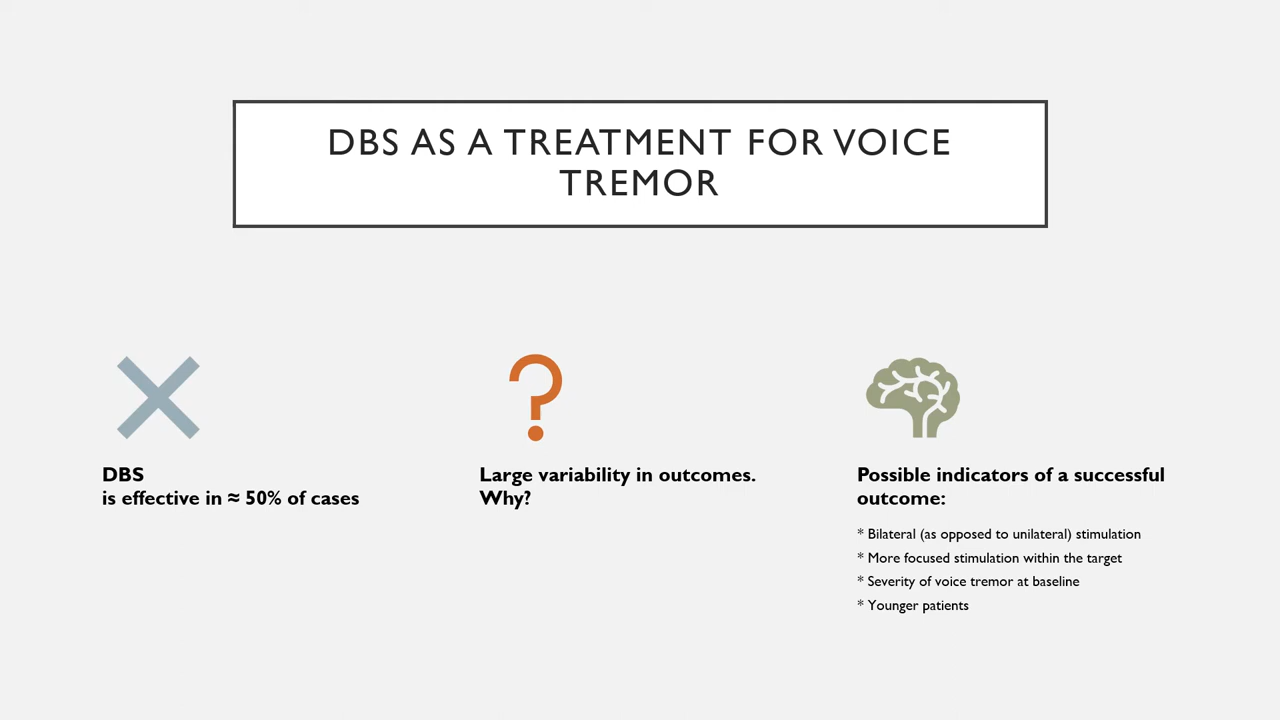 DBS AS A TREATMENT FOR VOICE
TREMOR
DBS
is effective in ≈ 50% of cases
Large variability in outcomes.
Why?
Possible indicators of a successful
outcome:
* Bilateral (as opposed to unilateral) stimulation
* More focused stimulation within the target
* Severity of voice tremor at baseline
* Younger patients